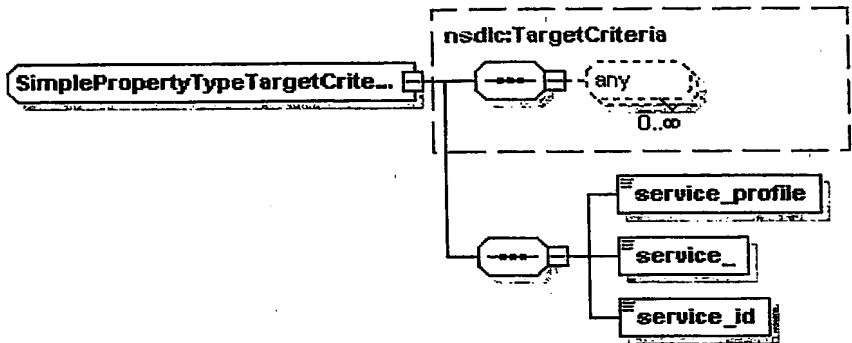 nsdlc:TargetCriteria
SimplePropertyTypeTargetCrite...
any
0..∞
service_profile
service_
service_id